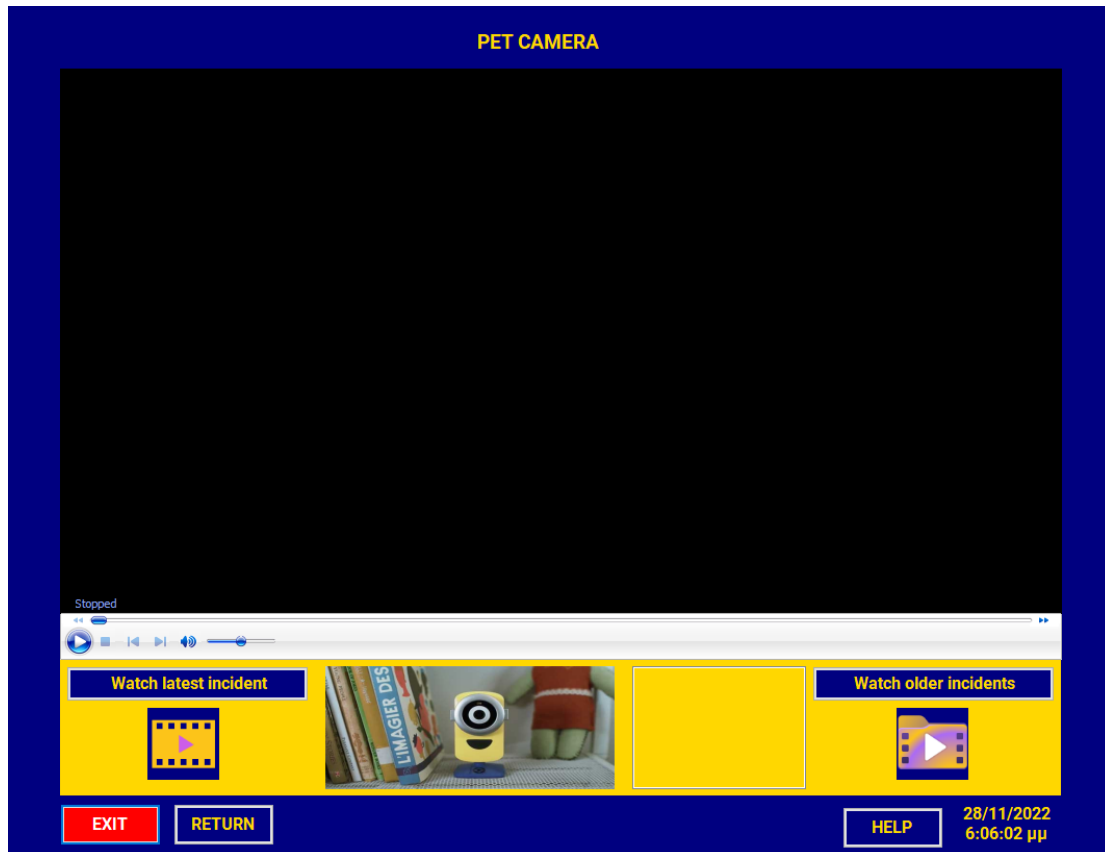 PET CAMERA
Stopped
Watch latest incident
L'IMAGIER DES
Watch older incidents
EXIT
RETURN
HELP
28/11/2022
6:06:02 μμ